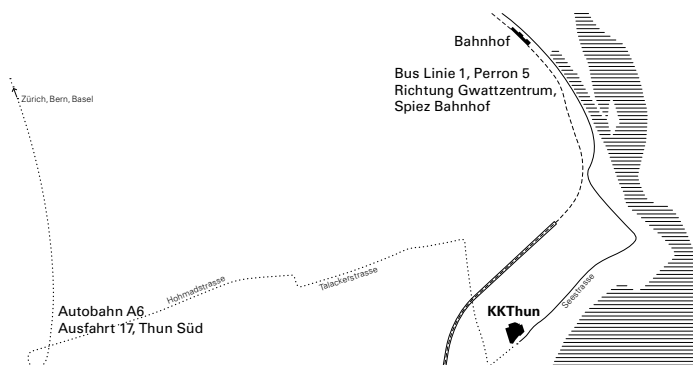 Bahnhof
Bus Linie 1, Perron 5
Richtung Gwattzentrum,
Spiez Bahnhof
Zürich, Bern, Basel
Hohmadstrasse
Talackerstrasse
Seestrasse
Autobahn A6
Ausfahrt 17, Thun Süd
KKThun